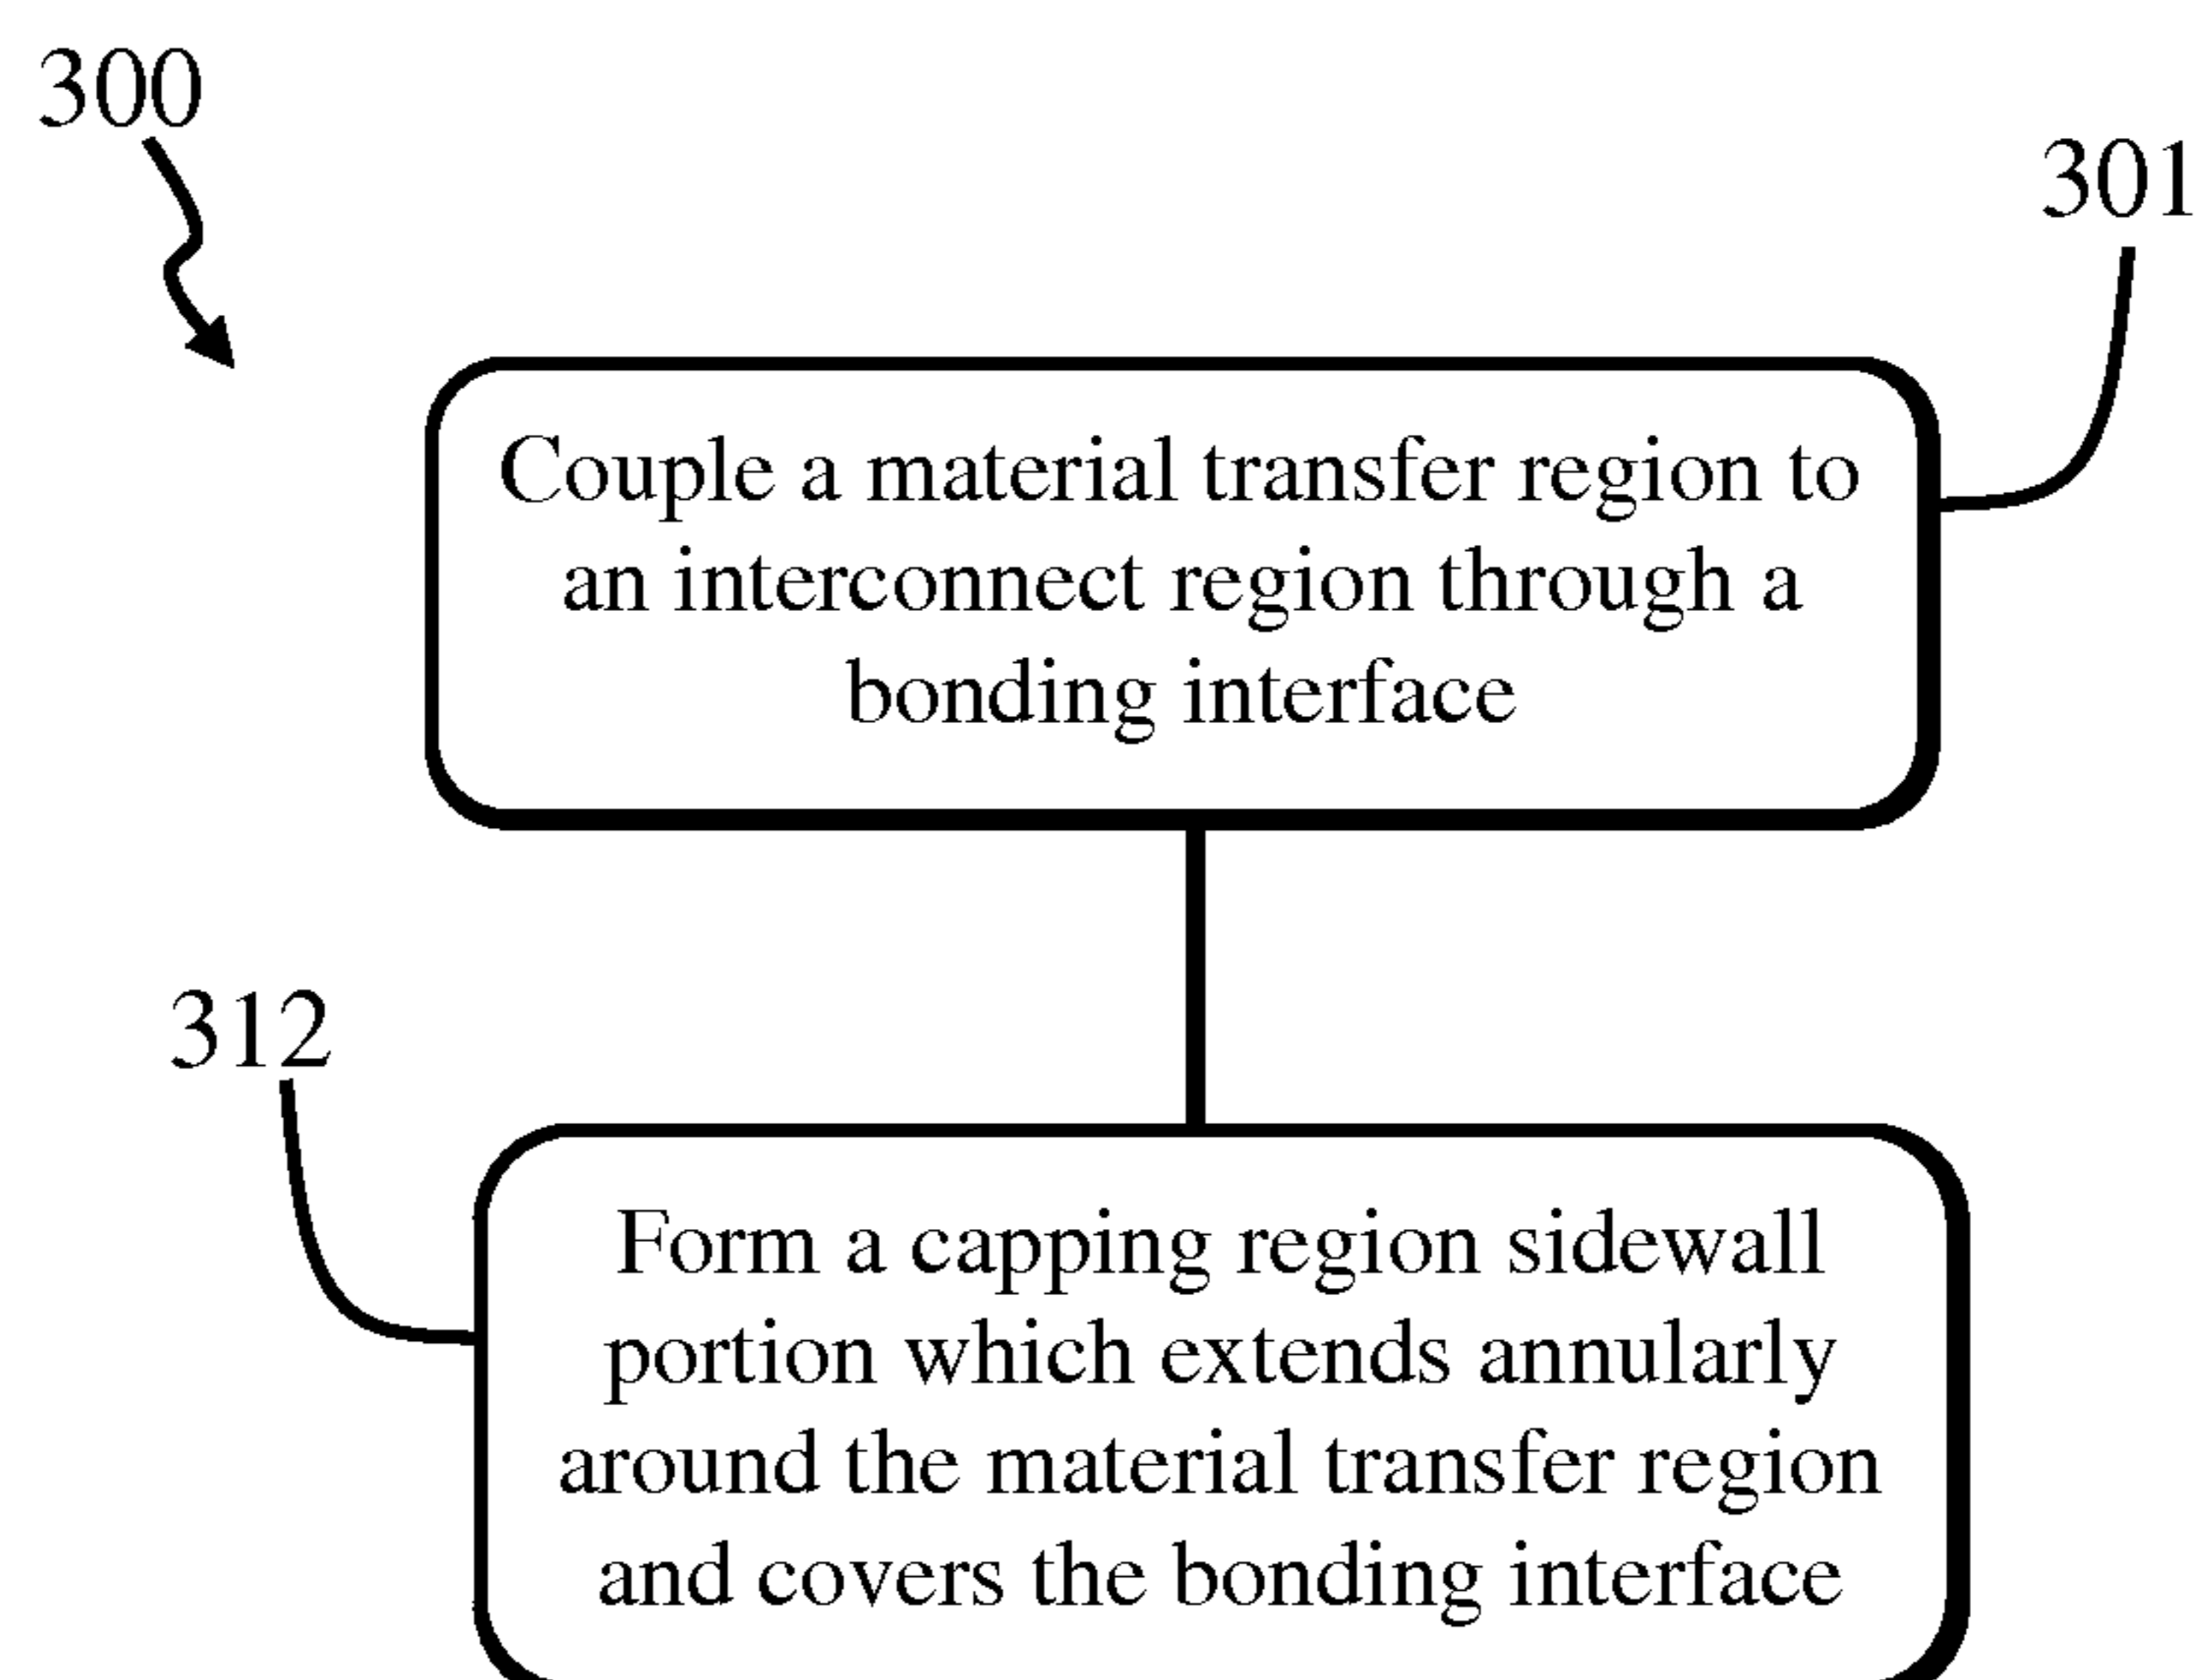 300
301
Couple a material transfer region to
an interconnect region through a
bonding interface
312
Form a capping region sidewall
portion which extends annularly
around the material transfer region
and covers the bonding interface